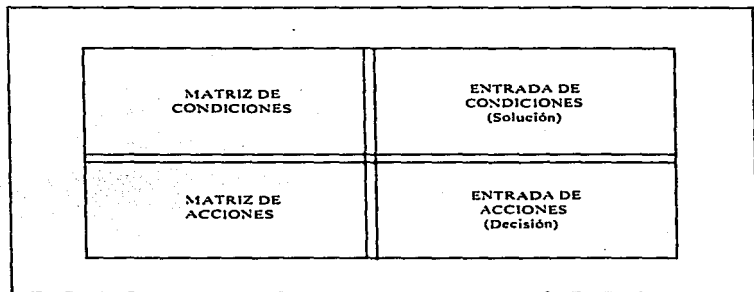 MATRIZ DE
CONDICIONES
ENTRADA DE
CONDICIONES
(Solución)
MATRIZ DE
ACCIONES
ENTRADA DE
ACCIONES
(Decisión)